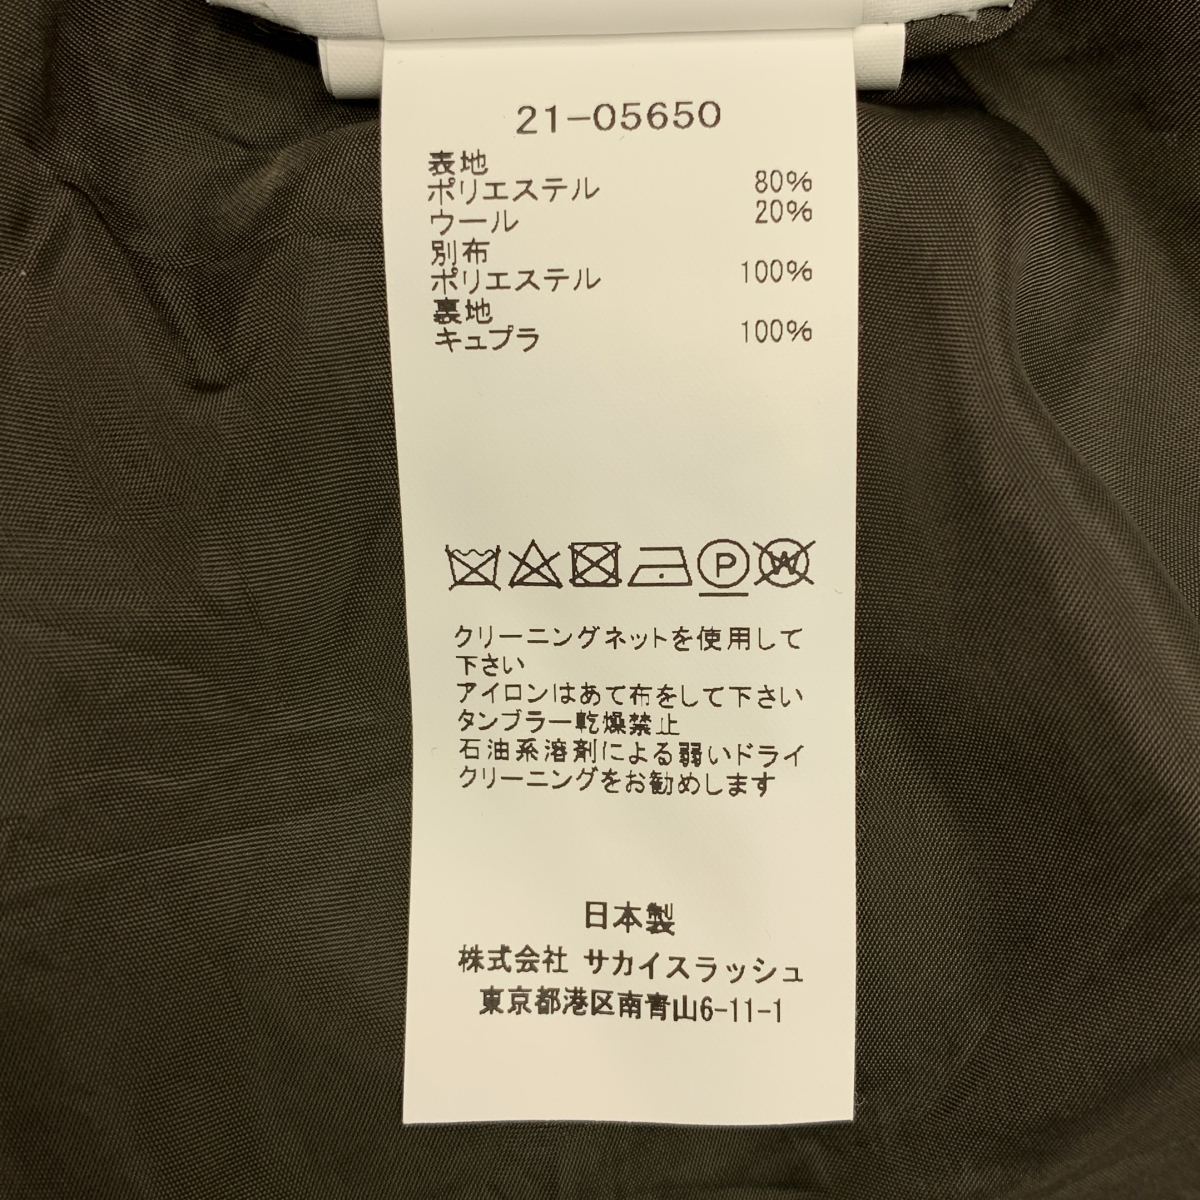 21-05650
表地
ポリエステル 80%
ウール 20%
別布
ポリエステル 100%
裏地
キュプラ 100%
P W
クリーニングネットを使用して
下さい
アイロンはあて布をして下さい
タンブラー乾燥禁止
石油系溶剤による弱いドライ
クリーニングをお勧めします
日本製
株式会社 サカイスラッシュ
東京都港区南青山6-11-1